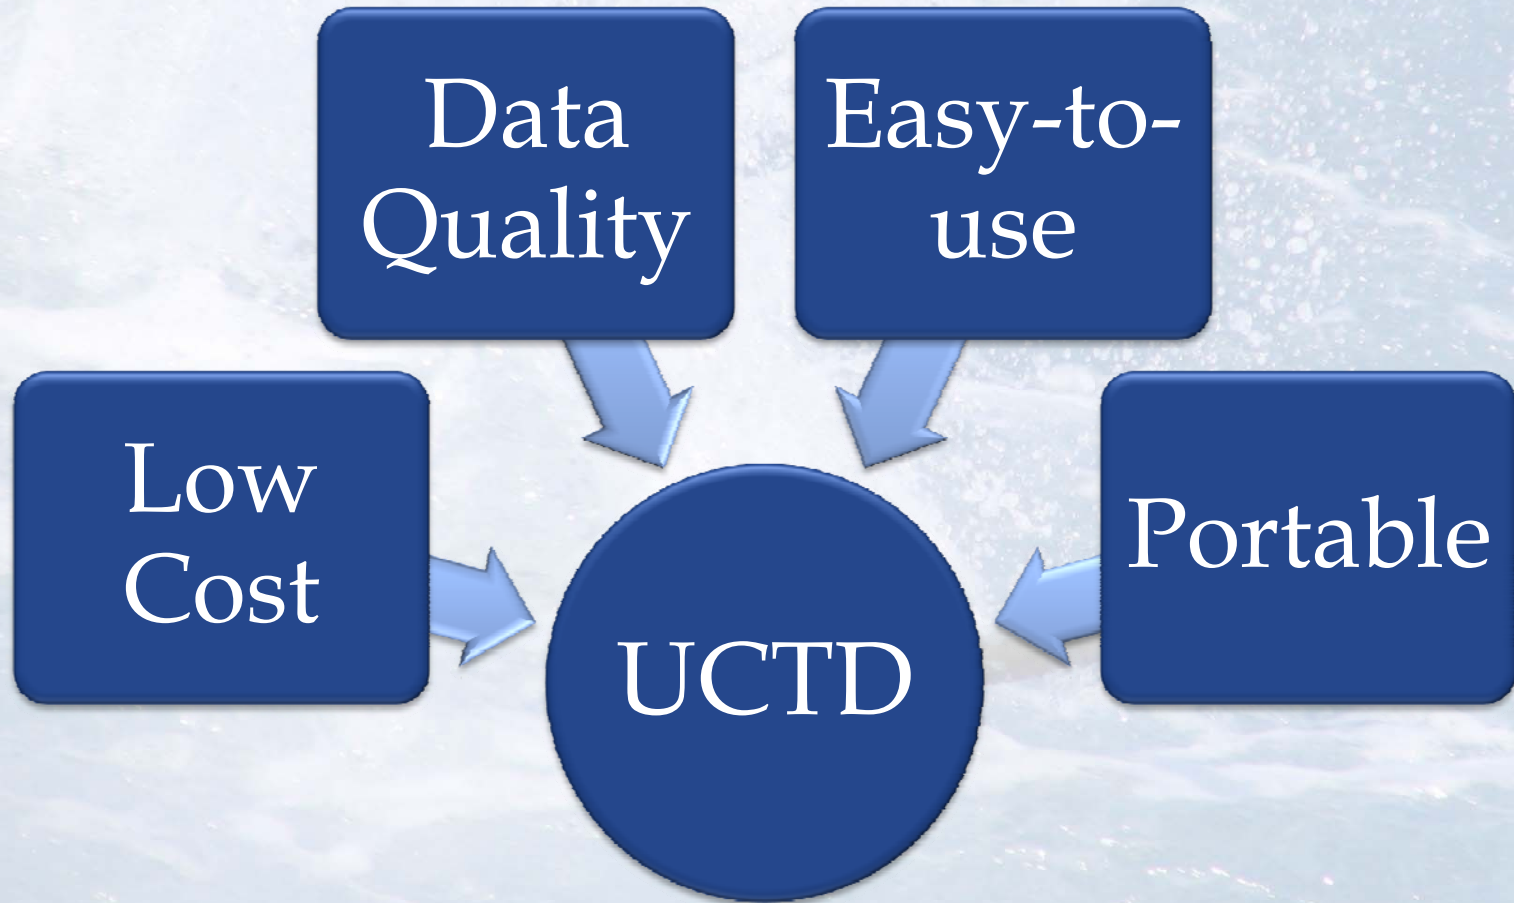 Data
Quality
Easy-to-
use
Low
Cost
Portable
UCTD